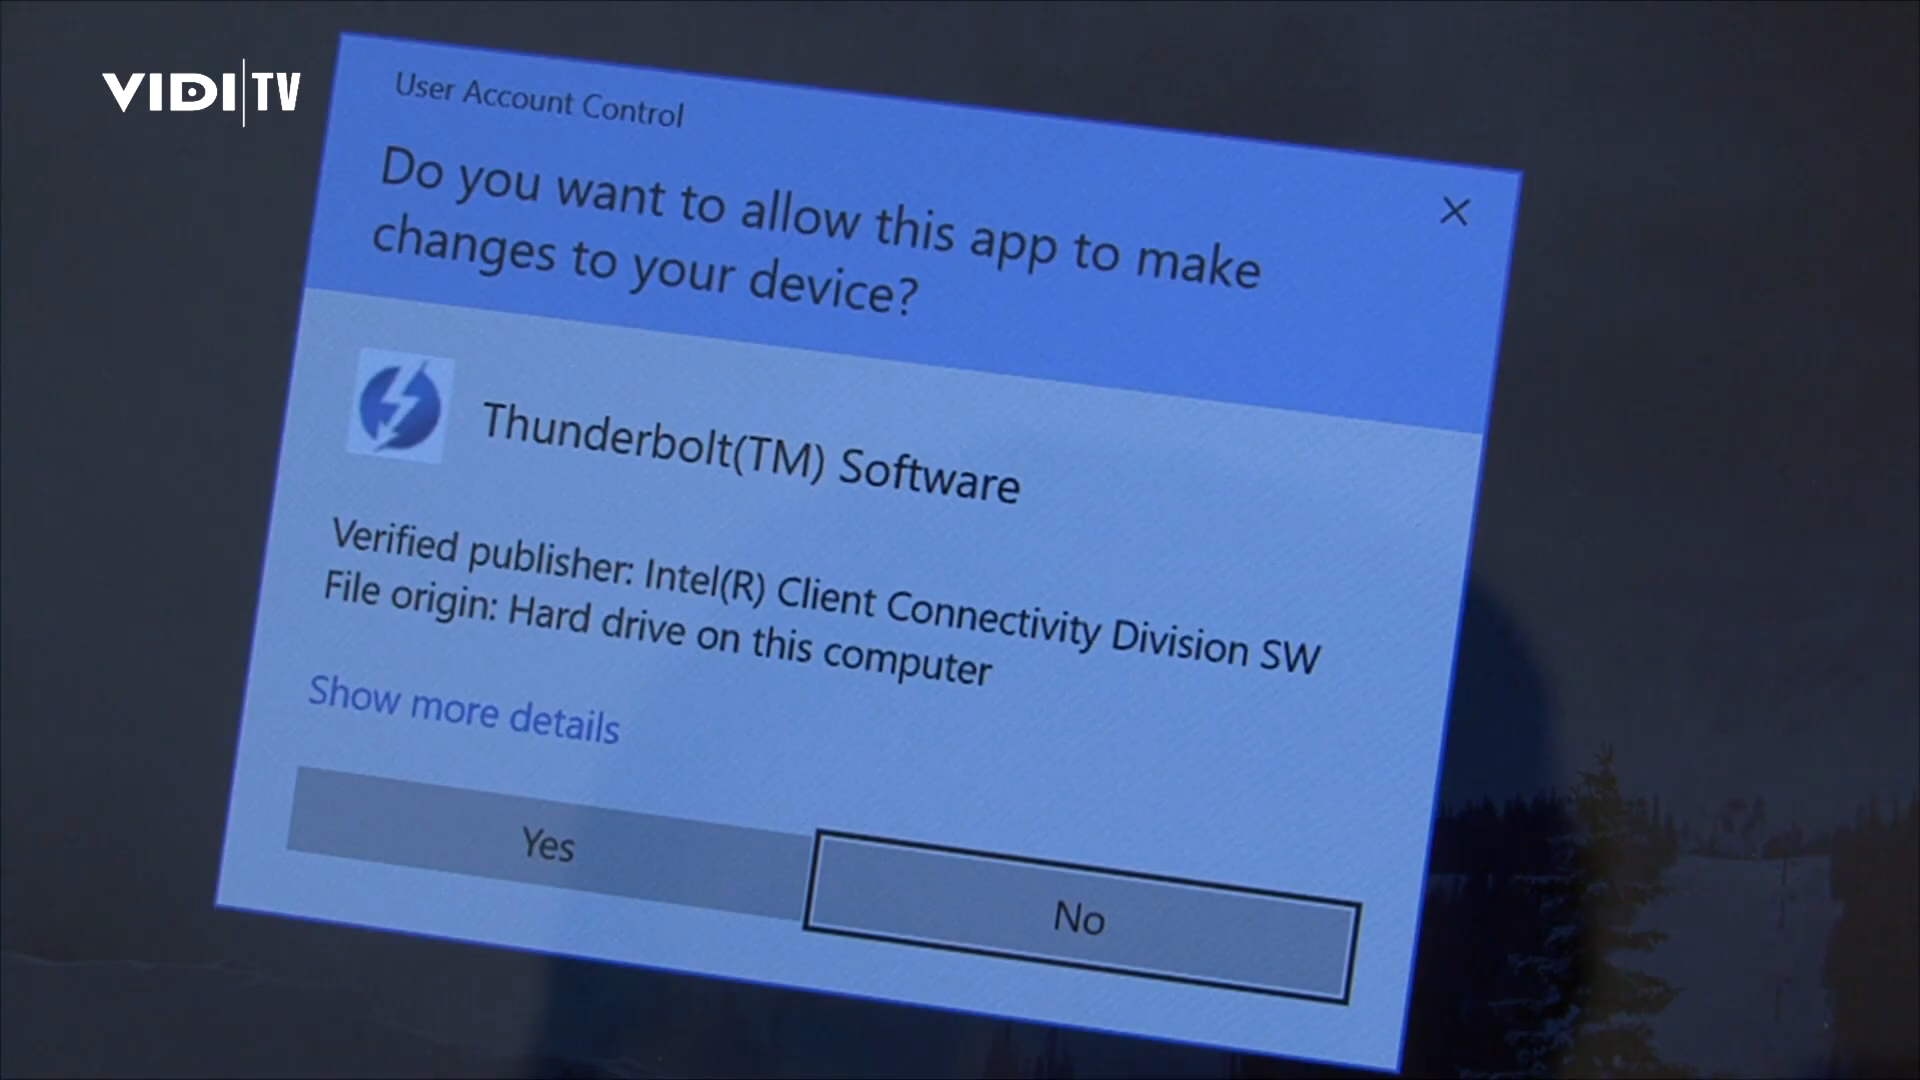 VIDI|TV
User Account Control
Do you want to allow this app to make
changes to your device?
Thunderbolt(TM) Software
Verified publisher: Intel(R) Client Connectivity Division SW
File origin: Hard drive on this computer
Show more details
Yes
No